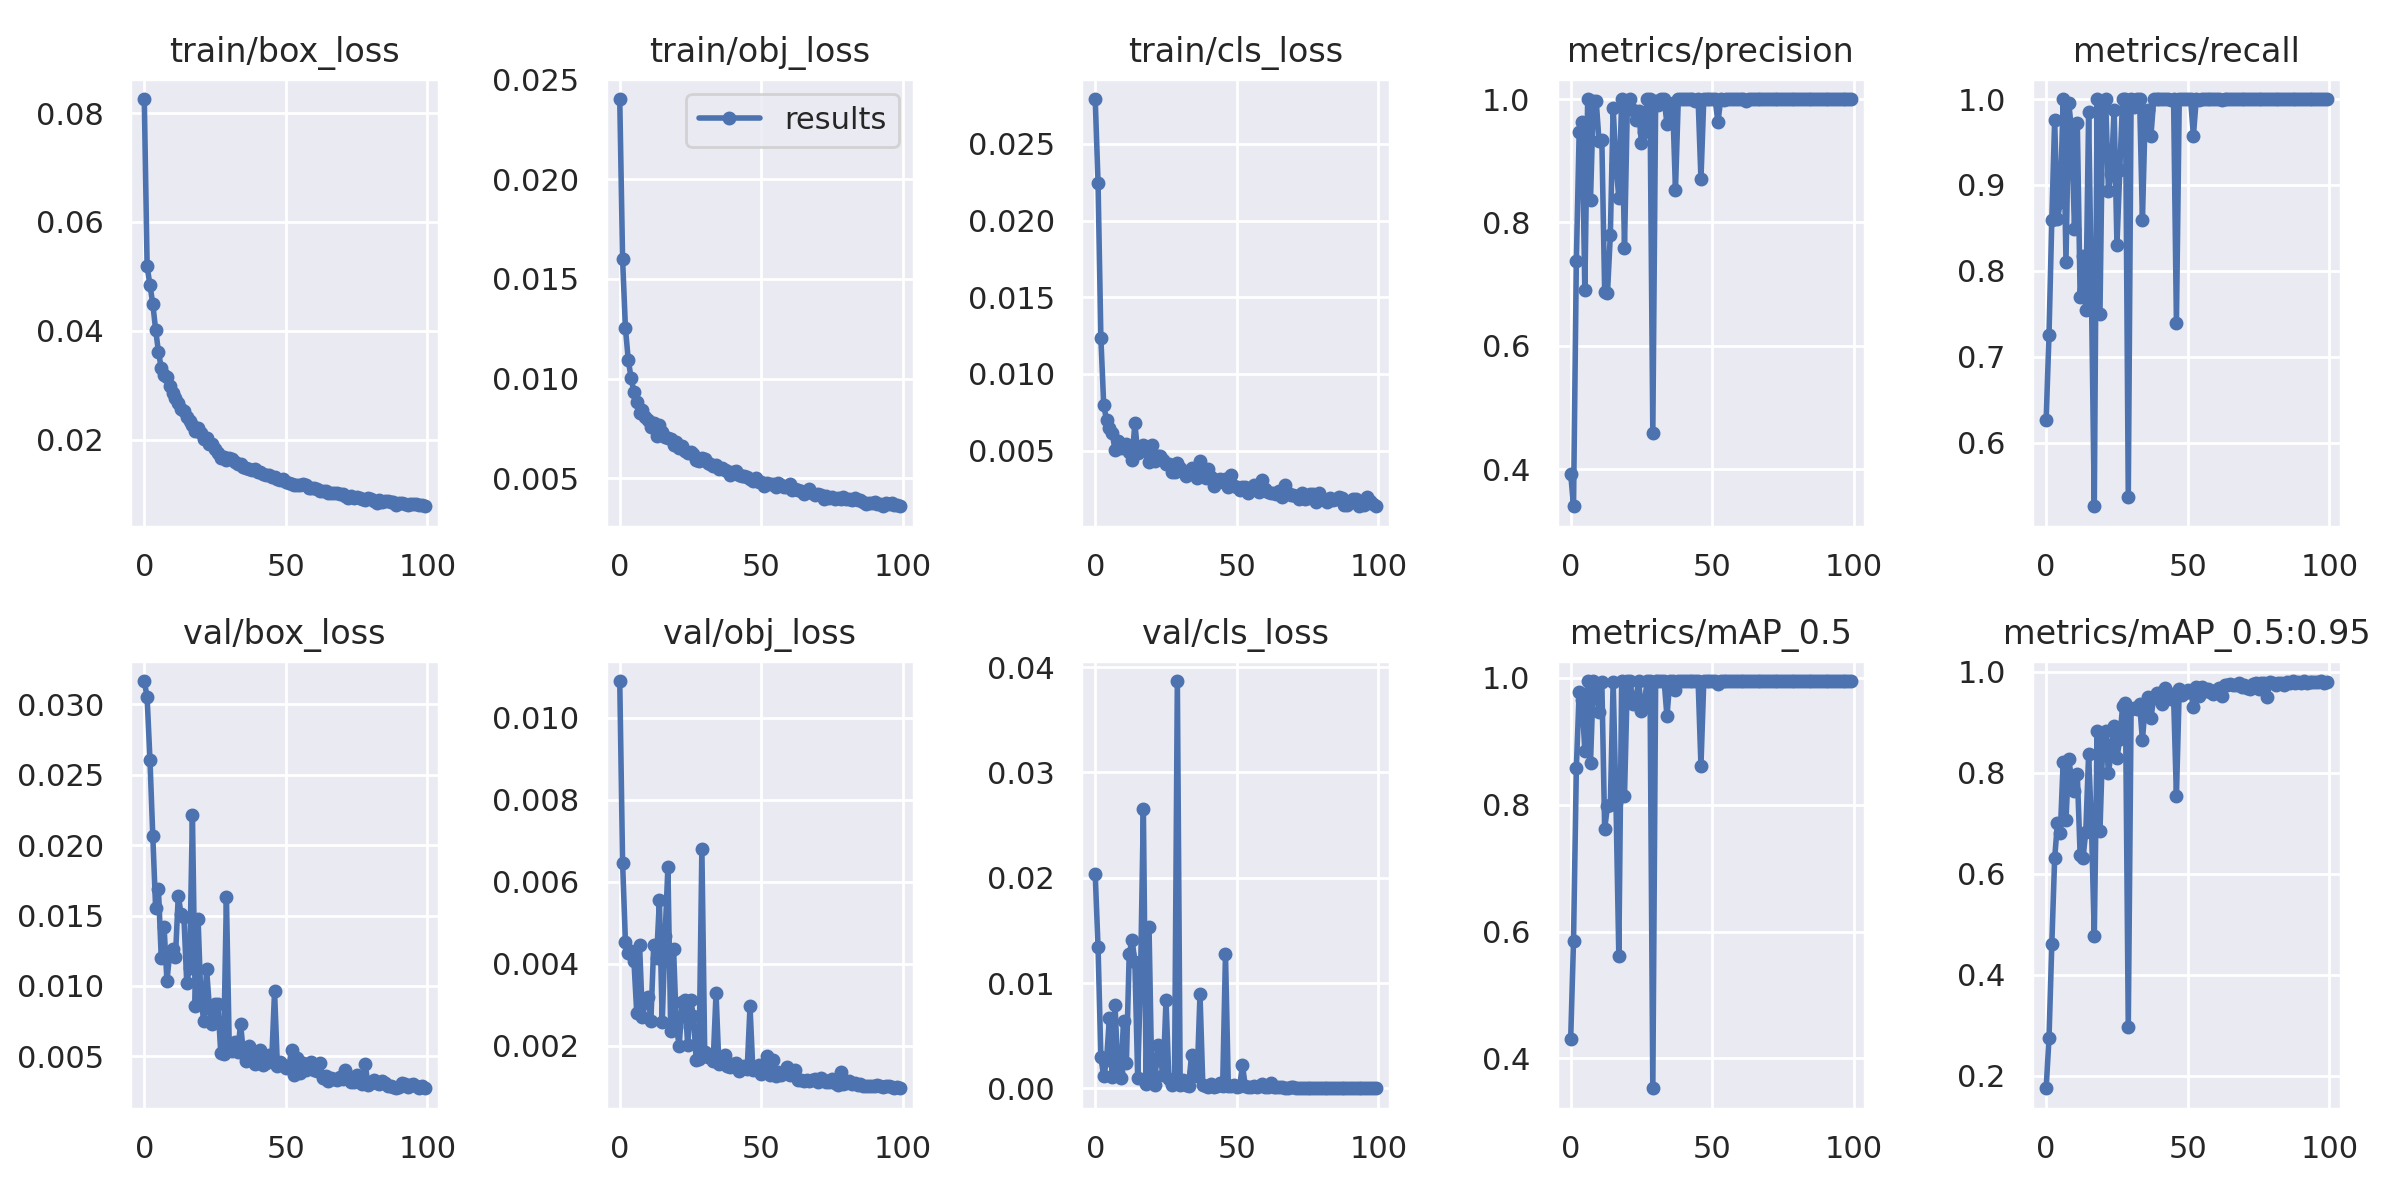 train/box_loss
0.08
0.06
0.04
0.02
0 50 100
train/obj_loss
results
0.025
0.020
0.015
0.010
0.005
0 50 100
train/cls_loss
0.025
0.020
0.015
0.010
0.005
0 50 100
metrics/precision
1.0
0.8
0.6
0.4
0 50 100
metrics/recall
1.0
0.9
0.8
0.7
0.6
0 50 100
val/box_loss
0.030
0.025
0.020
0.015
0.010
0.005
0 50 100
val/obj_loss
0.010
0.008
0.006
0.004
0.002
0 50 100
val/cls_loss
0.04
0.03
0.02
0.01
0.00
0 50 100
metrics/mAP_0.5
1.0
0.8
0.6
0.4
0 50 100
metrics/mAP_0.5:0.95
1.0
0.8
0.6
0.4
0.2
0 50 100